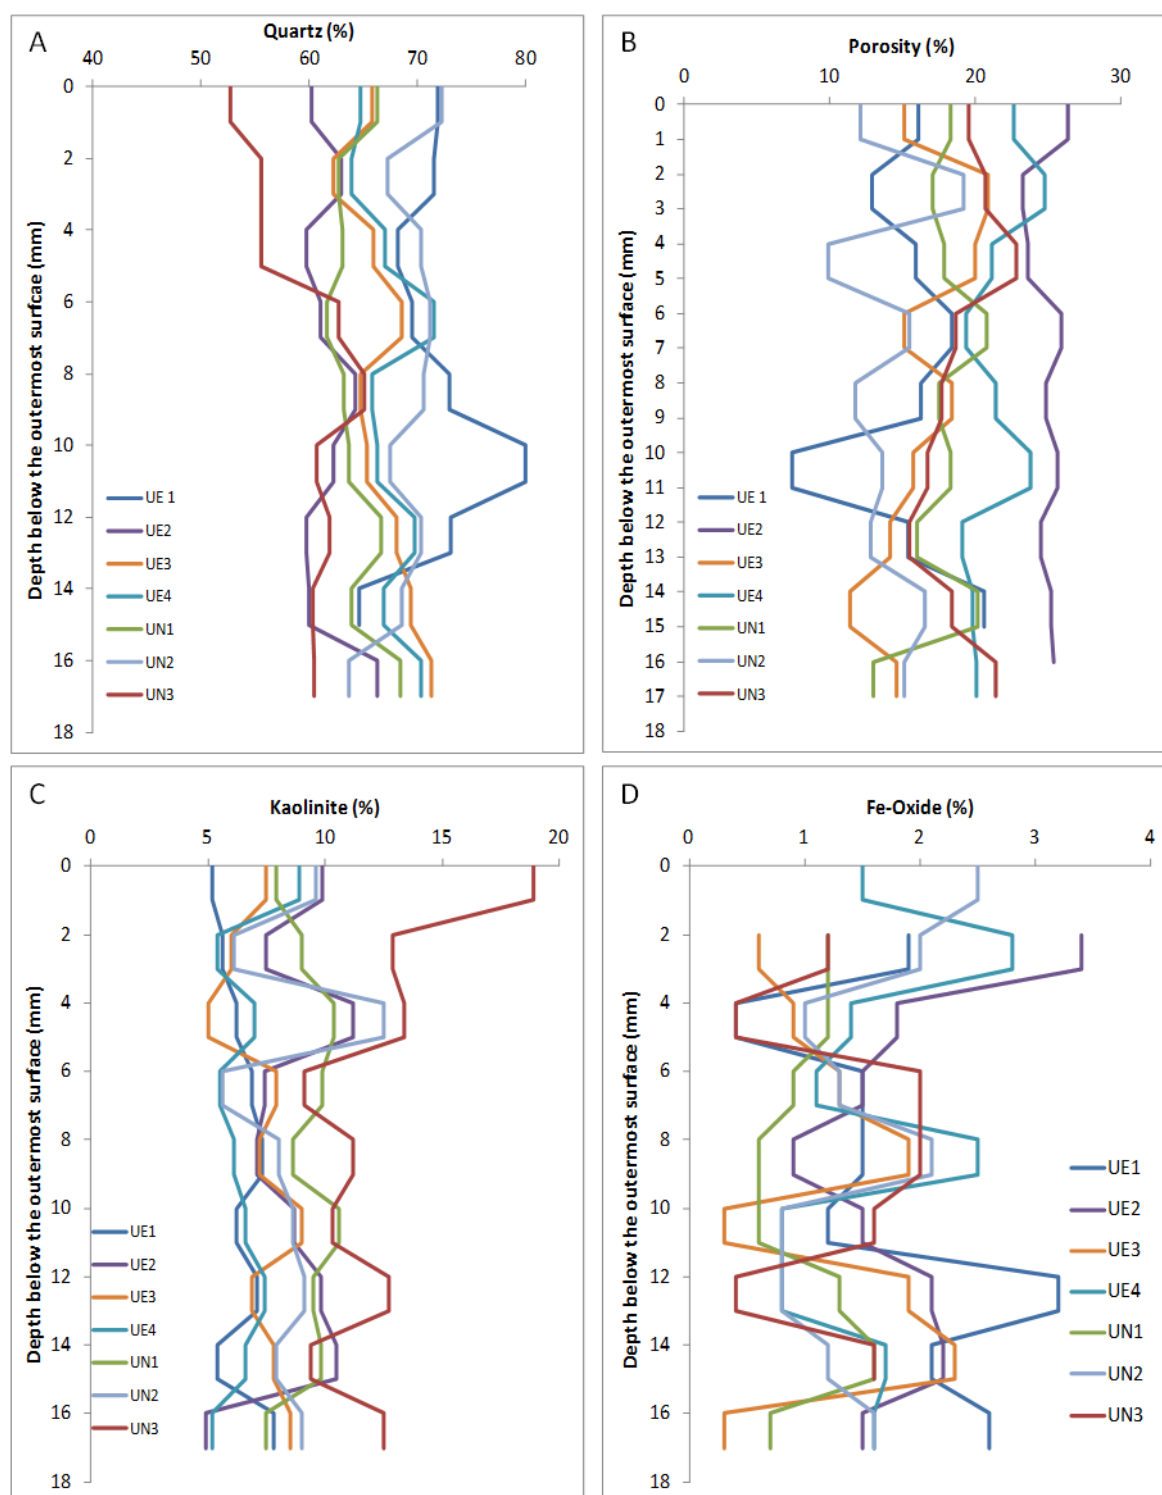 A
Quartz (%)
40 50 60 70 80
0
2
4
6
8
10
12
14
16
18
Depth below the outermost surfcae (mm)
UE 1
UE2
UE3
UE4
UN1
UN2
UN3
B
Porosity (%)
0 10 20 30
0
1
2
3
4
5
6
7
8
9
10
11
12
13
14
15
16
17
18
Depth below the outermost surface (mm)
UE 1
UE2
UE3
UE4
UN1
UN2
UN3
C
Kaolinite (%)
0 5 10 15 20
0
2
4
6
8
10
12
14
16
18
Depth below the outermost surface (mm)
UE1
UE2
UE3
UE4
UN1
UN2
UN3
D
Fe-Oxide (%)
0 1 2 3 4
0
2
4
6
8
10
12
14
16
18
Depth below the outermost surface (mm)
UE1
UE2
UE3
UE4
UN1
UN2
UN3